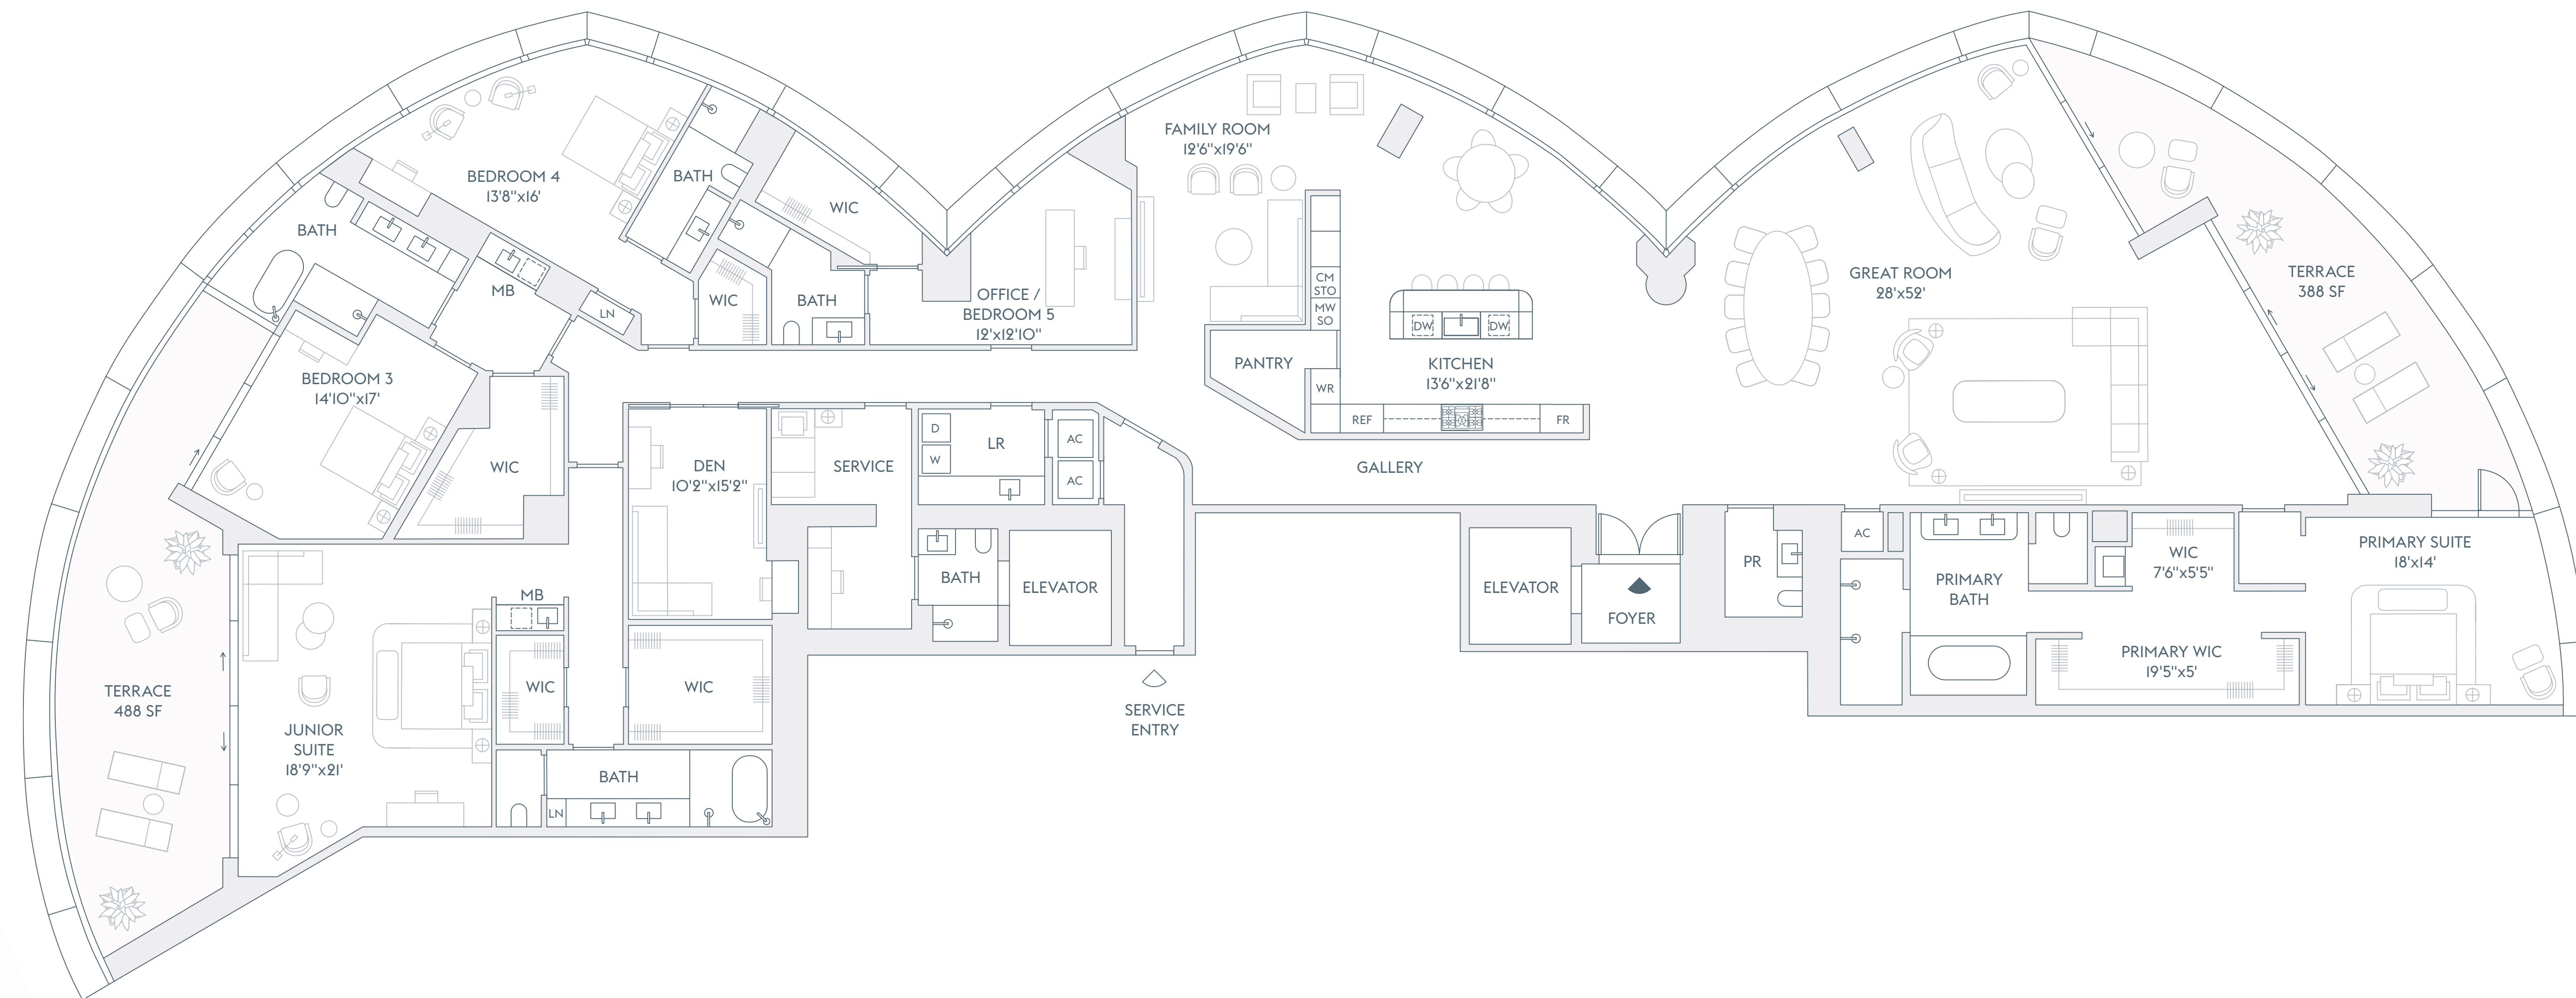 BEDROOM 4
13'8"x16'
BATH
BATH
WIC
MB
LN
WIC
BATH
OFFICE /
BEDROOM 5
12'x12'10"
BEDROOM 3
14'10"x17'
WIC
FAMILY ROOM
12'6"x19'6"
CM
STO
MW
SO
DW
DW
PANTRY
WR
KITCHEN
13'6"x21'8"
REF
FR
GREAT ROOM
28'x52'
TERRACE
388 SF
DEN
10'2"x15'2"
SERVICE
D
W
LR
AC
AC
GALLERY
BATH
ELEVATOR
ELEVATOR
FOYER
PR
AC
PRIMARY
BATH
WIC
7'6"x5'5"
PRIMARY SUITE
18'x14'
PRIMARY WIC
19'5"x5'
TERRACE
488 SF
JUNIOR
SUITE
18'9"x21'
MB
WIC
WIC
BATH
LN
SERVICE
ENTRY